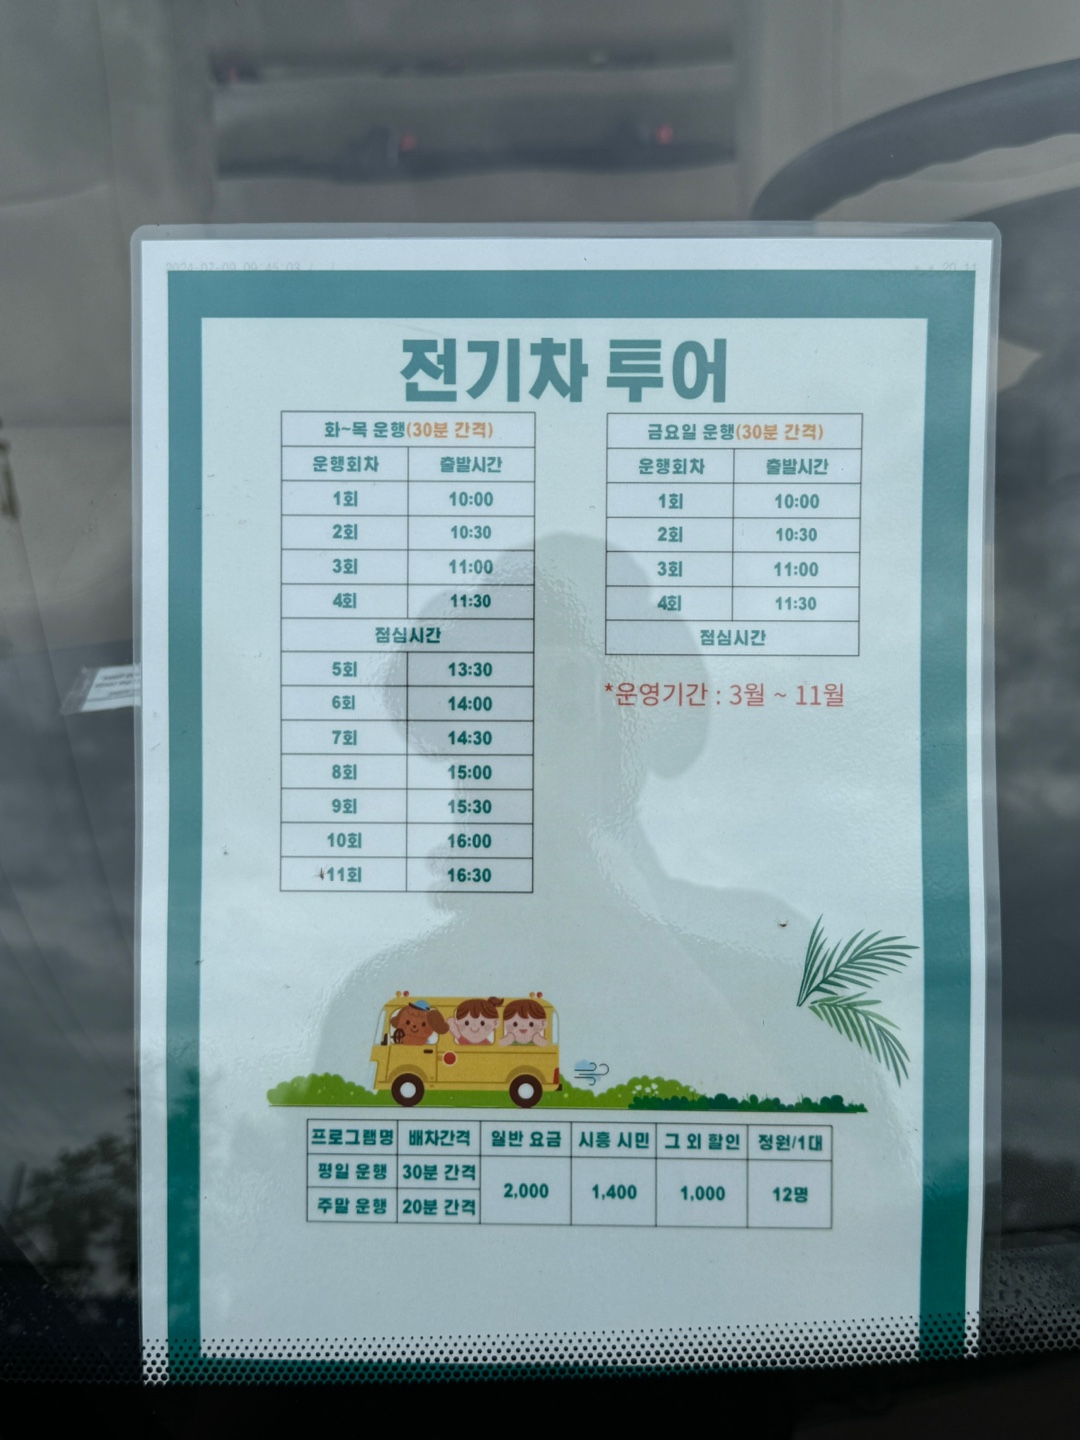 2024-07-09 09:45:03
전기차 투어
화~목 운행(30분 간격)
운행회차 출발시간
1회 10:00
2회 10:30
3회 11:00
4회 11:30
점심시간
5회 13:30
6회 14:00
7회 14:30
8회 15:00
9회 15:30
10회 16:00
11회 16:30
금요일 운행(30분 간격)
운행회차 출발시간
1회 10:00
2회 10:30
3회 11:00
4회 11:30
점심시간
*운영기간 : 3월 ~ 11월
프로그램명 배차간격 일반 요금 시흥 시민 그 외 할인 정원/1대
평일 운행 30분 간격 2,000 1,400 1,000 12명
주말 운행 20분 간격